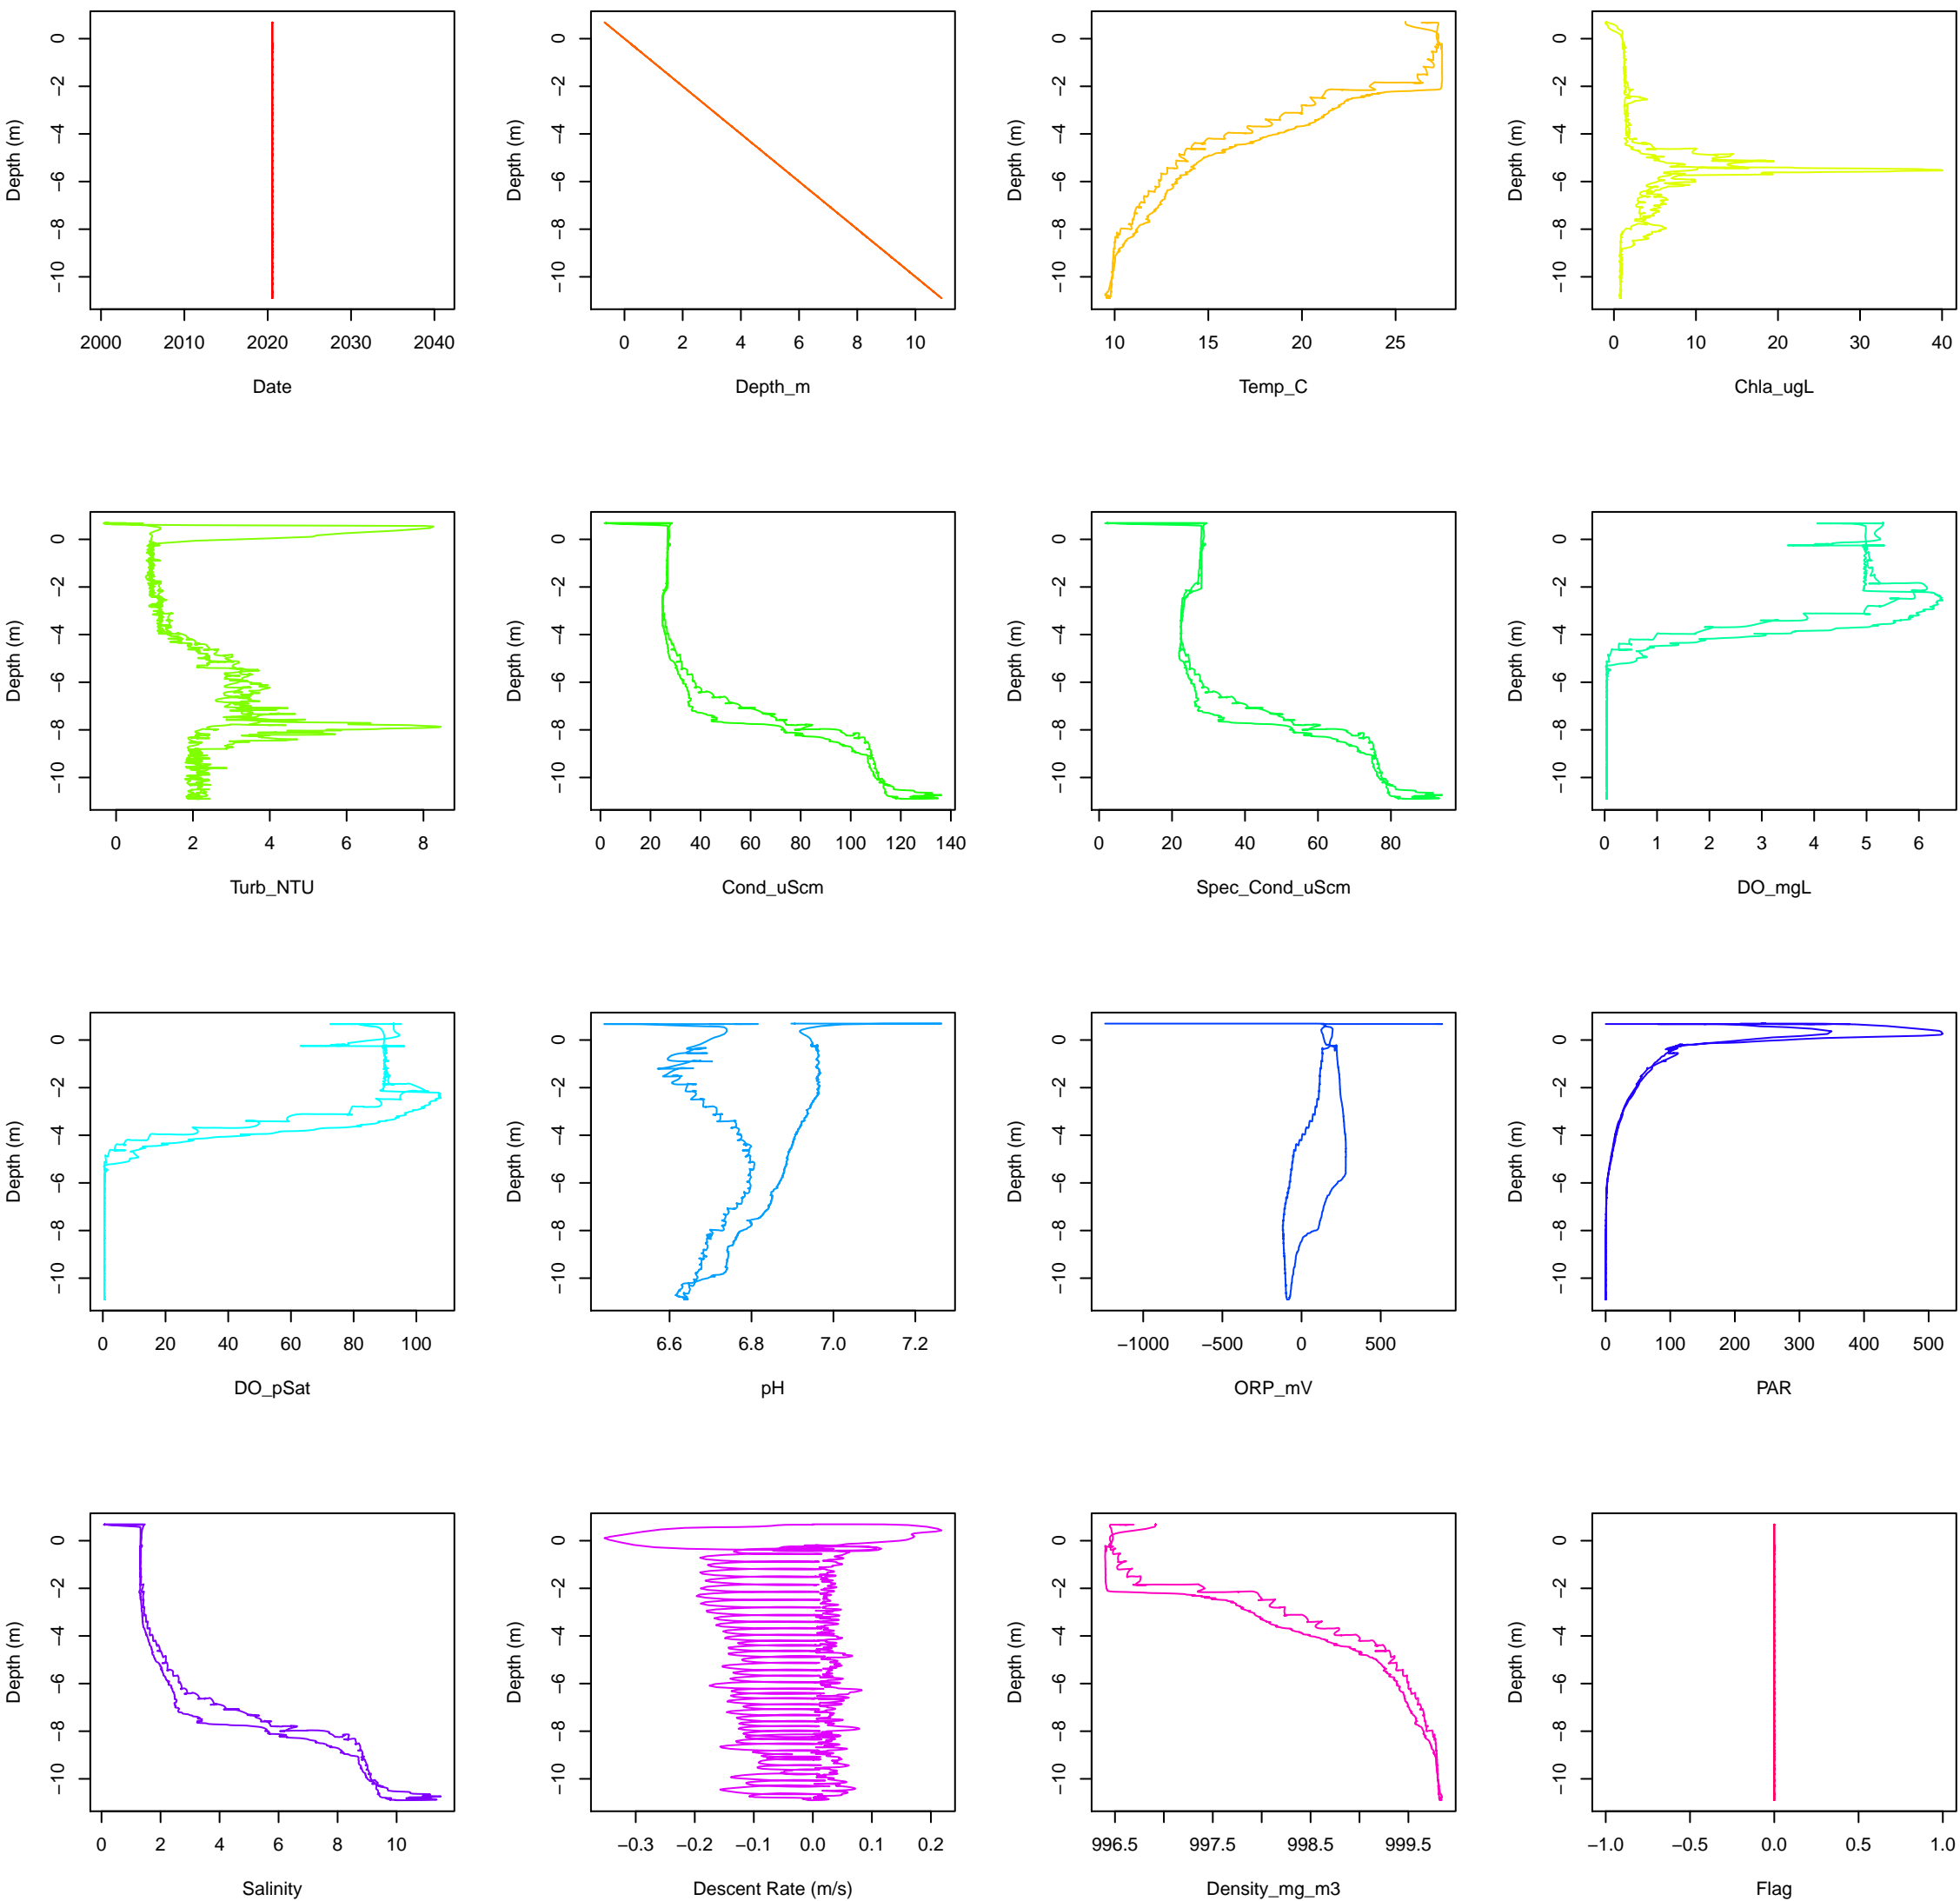 Depth (m)
0
−2
−4
−6
−8
−10
2000 2010 2020 2030 2040
Date
Depth (m)
0
−2
−4
−6
−8
−10
0 2 4 6 8 10
Depth_m
Depth (m)
0
−2
−4
−6
−8
−10
10 15 20 25
Temp_C
Depth (m)
0
−2
−4
−6
−8
−10
0 10 20 30 40
Chla_ugL
Depth (m)
0
−2
−4
−6
−8
−10
0 2 4 6 8
Turb_NTU
Depth (m)
0
−2
−4
−6
−8
−10
0 20 40 60 80 100 120 140
Cond_uScm
Depth (m)
0
−2
−4
−6
−8
−10
0 20 40 60 80
Spec_Cond_uScm
Depth (m)
0
−2
−4
−6
−8
−10
0 1 2 3 4 5 6
DO_mgL
Depth (m)
0
−2
−4
−6
−8
−10
0 20 40 60 80 100
DO_pSat
Depth (m)
0
−2
−4
−6
−8
−10
6.6 6.8 7.0 7.2
pH
Depth (m)
0
−2
−4
−6
−8
−10
−1000 −500 0 500
ORP_mV
Depth (m)
0
−2
−4
−6
−8
−10
0 100 200 300 400 500
PAR
Depth (m)
0
−2
−4
−6
−8
−10
0 2 4 6 8 10
Salinity
Depth (m)
0
−2
−4
−6
−8
−10
−0.3 −0.2 −0.1 0.0 0.1 0.2
Descent Rate (m/s)
Depth (m)
0
−2
−4
−6
−8
−10
996.5 997.5 998.5 999.5
Density_mg_m3
Depth (m)
0
−2
−4
−6
−8
−10
−1.0 −0.5 0.0 0.5 1.0
Flag